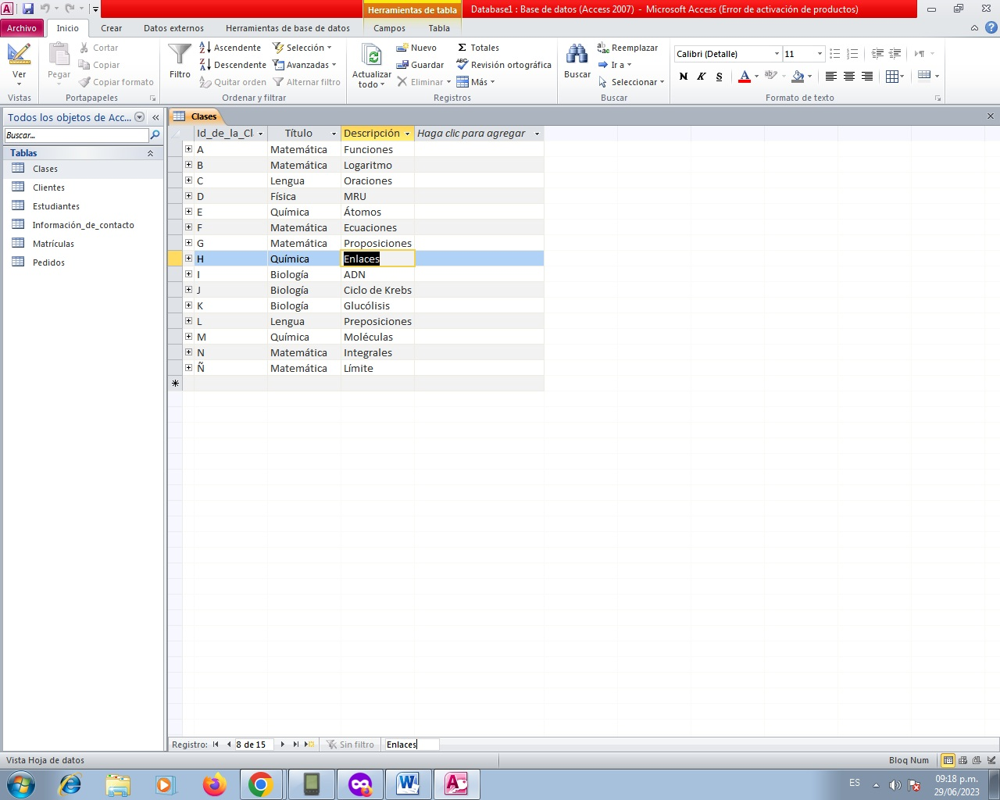 Herramientas de tabla
Database1 : Base de datos (Access 2007) - Microsoft Access (Error de activación de productos)
Archivo Inicio Crear Datos externos Herramientas de base de datos Campos Tabla
Ver
Vistas
Pegar
Cortar
Copiar
Copiar formato
Portapapeles
Filtro
Ascendente
Descendente
Quitar orden
Selección
Avanzadas
Alternar filtro
Ordenar y filtrar
Actualizar
todo
Nuevo
Guardar
Eliminar
Totales
Revisión ortográfica
Más
Registros
Buscar
Reemplazar
Ir a
Seleccionar
Buscar
Calibri (Detalle) 11
N K S
Formato de texto
Todos los objetos de Acc...
Buscar...
Tablas
Clases
Clientes
Estudiantes
Información_de_contacto
Matrículas
Pedidos
Clases
Id_de_la_Cl Título Descripción Haga clic para agregar
A Matemática Funciones
B Matemática Logaritmo
C Lengua Oraciones
D Física MRU
E Química Átomos
F Matemática Ecuaciones
G Matemática Proposiciones
H Química Enlaces
I Biología ADN
J Biología Ciclo de Krebs
K Biología Glucólisis
L Lengua Preposiciones
M Química Moléculas
N Matemática Integrales
Ñ Matemática Límite
Registro: 8 de 15 Sin filtro Enlaces
Vista Hoja de datos
Bloq Num
ES
09:18 p.m.
29/06/2023